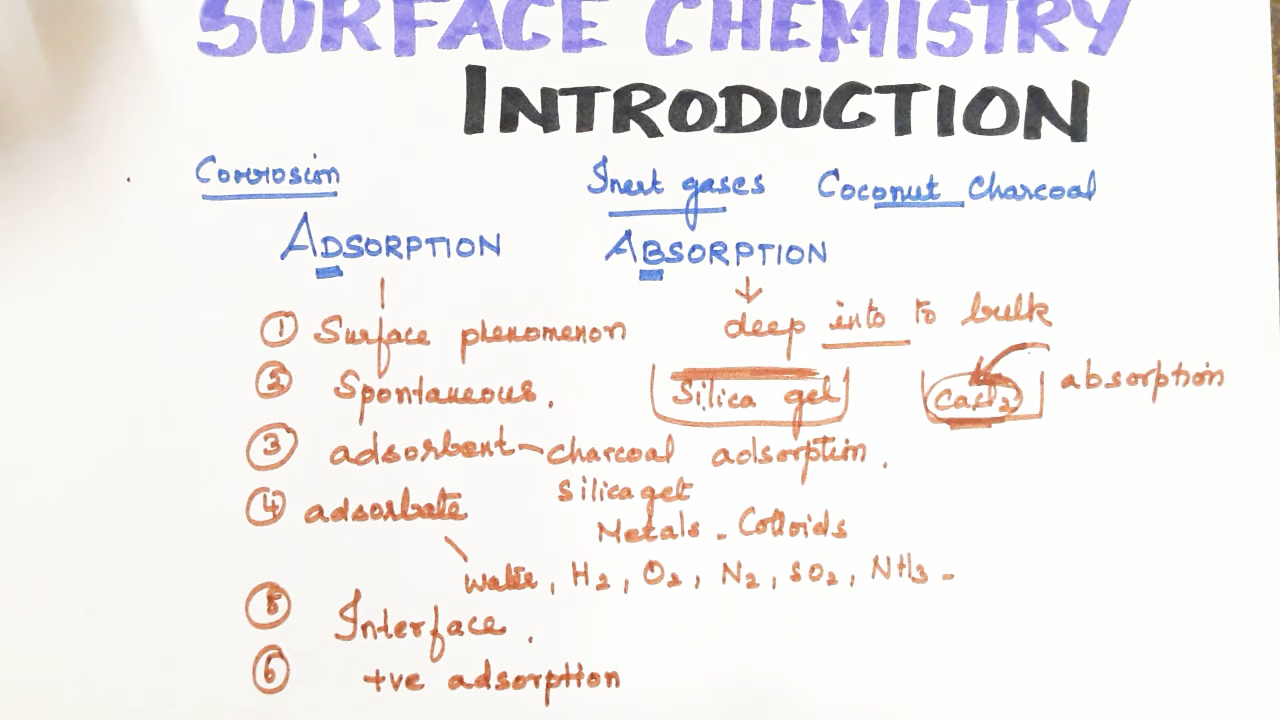 SURFACE CHEMISTRY
INTRODUCTION
Corrosion Inert gases Coconut Charcoal
ADSORPTION ABSORPTION
① Surface phenomenon deep into to bulk
② Spontaneous. Silica gel CaCl2 absorption
③ adsorbent - charcoal adsorption.
Silica gel
④ adsorbate
Metals - Colloids
water, H2, O2, N2, SO2, NH3 -
⑤ Interface.
⑥ +ve adsorption